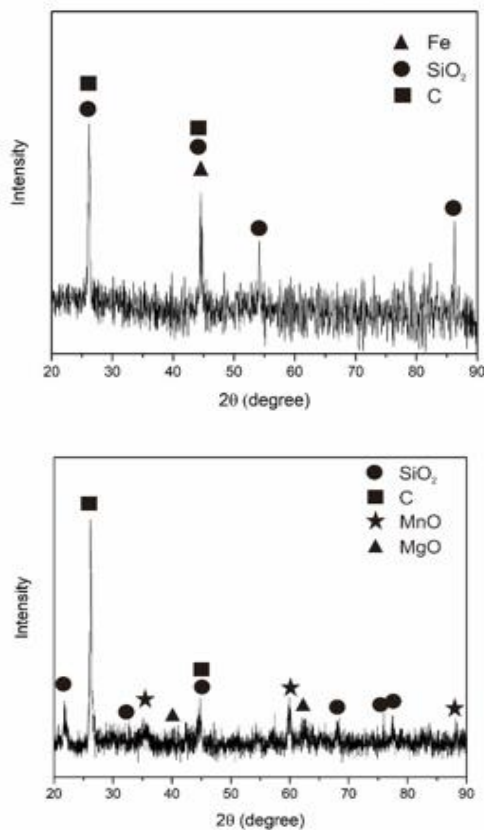 Fe
SiO₂
C
Intensity
20 30 40 50 60 70 80 90
2θ (degree)
SiO₂
C
MnO
MgO
Intensity
20 30 40 50 60 70 80 90
2θ (degree)